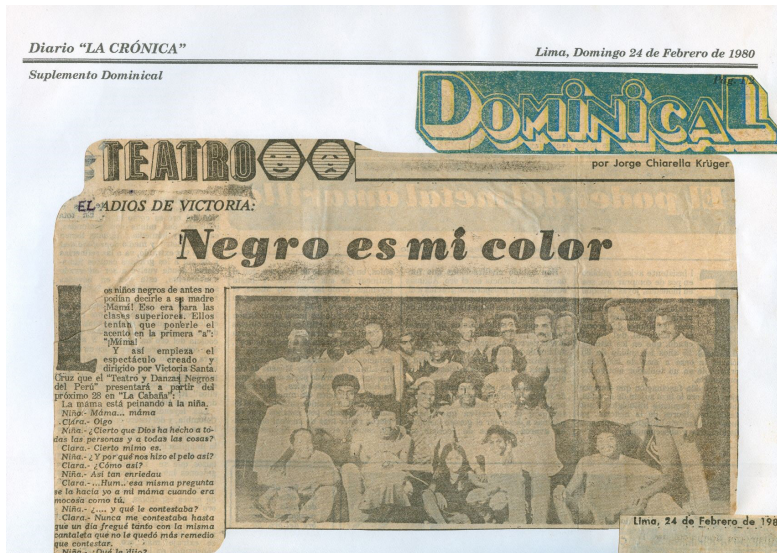 Diario "LA CRÓNICA"
Lima, Domingo 24 de Febrero de 1980
Suplemento Dominical
DOMINICAL
TEATRO
por Jorge Chiarella Krüger
EL ADIOS DE VICTORIA:
Negro es mi color
Los niños negros de antes no
podían decirle a su madre
¡Mamá! Eso era para las
clases superiores. Ellos
tenían que ponerle el
acento en la primera "a":
¡Máma!
Y así empieza el
espectáculo creado y
dirigido por Victoria Santa
Cruz que el "Teatro y Danzas Negros
del Perú" presentará a partir del
próximo 28 en "La Cabaña":
La máma está peinando a la niña.
Niña.- Máma... máma
Clara.- Oigo
Niña.- ¿Cierto que Dios ha hecho a to-
das las personas y a todas las cosas?
Clara.- Cierto mimo es.
Niña.- ¿Y por qué nos hizo el pelo así?
Clara.- ¿Cómo así?
Niña.- Así tan enriedau
Clara.- ...Hum.. esa misma pregunta
se la hacía yo a mi máma cuando era
mocosa como tú.
Niña.- ¿.... y qué le contestaba?
Clara.- Nunca me contestaba hasta
que un día fregué tanto con la misma
cantaleta que no le quedó más remedio
que contestar.
Niña.- ¿Qué le dijo?
Lima, 24 de Febrero de 198